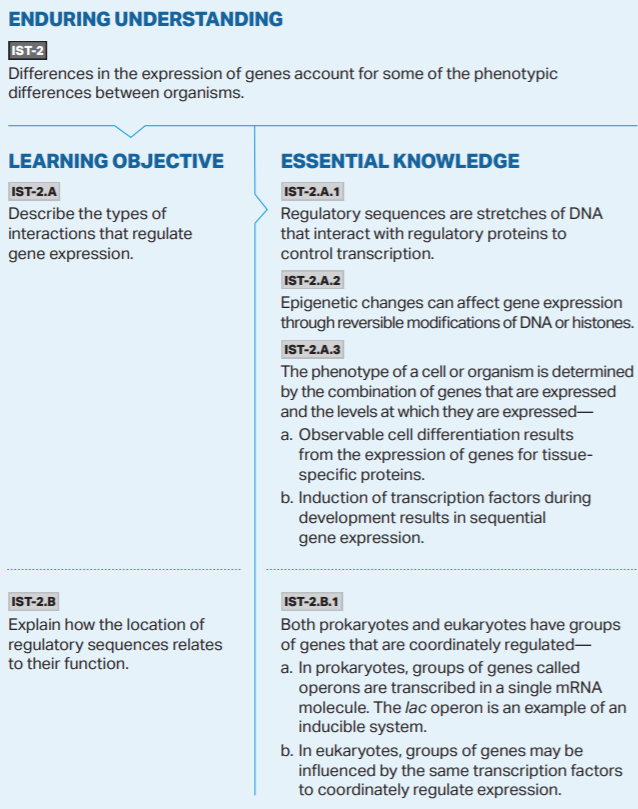 ENDURING UNDERSTANDING
IST-2
Differences in the expression of genes account for some of the phenotypic
differences between organisms.
LEARNING OBJECTIVE
IST-2.A
Describe the types of
interactions that regulate
gene expression.
ESSENTIAL KNOWLEDGE
IST-2.A.1
Regulatory sequences are stretches of DNA
that interact with regulatory proteins to
control transcription.
IST-2.A.2
Epigenetic changes can affect gene expression
through reversible modifications of DNA or histones.
IST-2.A.3
The phenotype of a cell or organism is determined
by the combination of genes that are expressed
and the levels at which they are expressed—
a. Observable cell differentiation results
from the expression of genes for tissue-
specific proteins.
b. Induction of transcription factors during
development results in sequential
gene expression.
IST-2.B
Explain how the location of
regulatory sequences relates
to their function.
IST-2.B.1
Both prokaryotes and eukaryotes have groups
of genes that are coordinately regulated—
a. In prokaryotes, groups of genes called
operons are transcribed in a single mRNA
molecule. The lac operon is an example of an
inducible system.
b. In eukaryotes, groups of genes may be
influenced by the same transcription factors
to coordinately regulate expression.